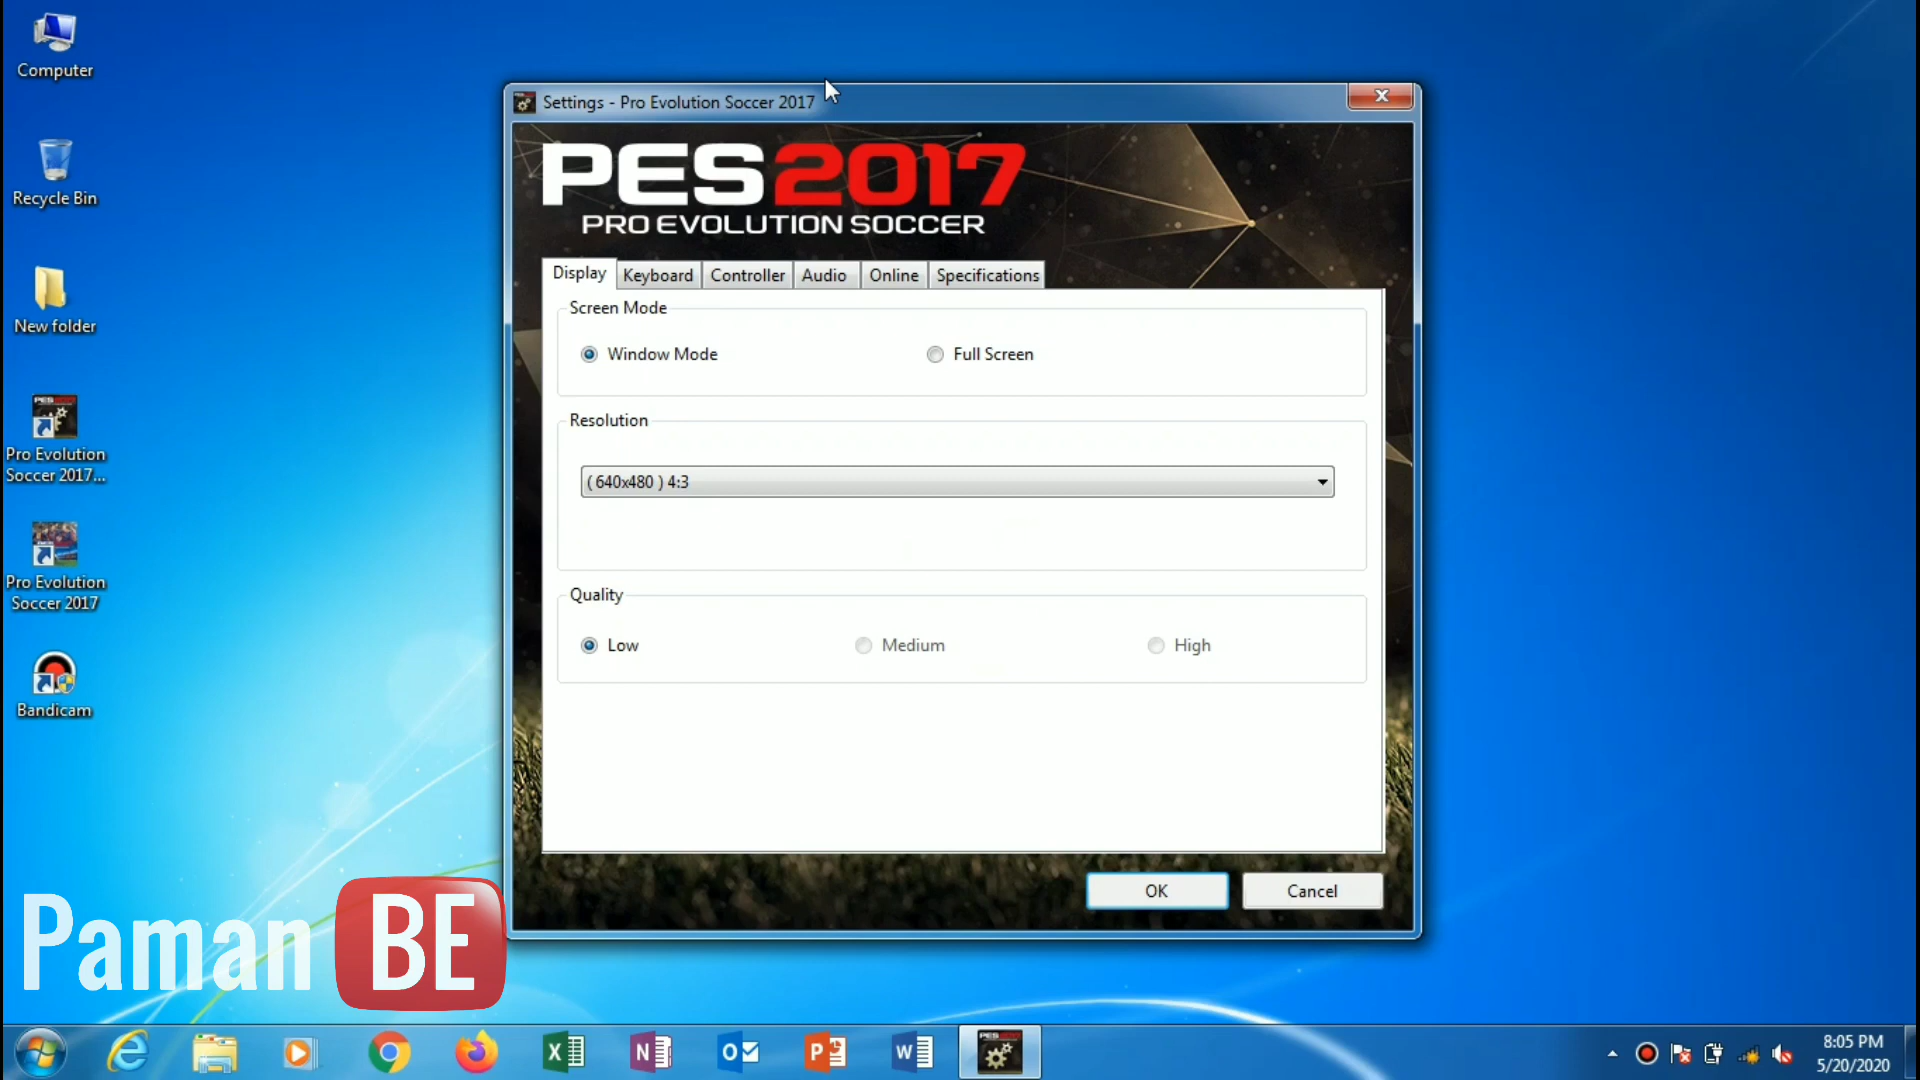 Computer
Recycle Bin
New folder
Pro Evolution
Soccer 2017...
Pro Evolution
Soccer 2017
Bandicam
Settings - Pro Evolution Soccer 2017
PES2017
PRO EVOLUTION SOCCER
Display
Keyboard
Controller
Audio
Online
Specifications
Screen Mode
Window Mode
Full Screen
Resolution
( 640x480 ) 4:3
Quality
Low
Medium
High
OK
Cancel
Paman BE
8:05 PM
5/20/2020